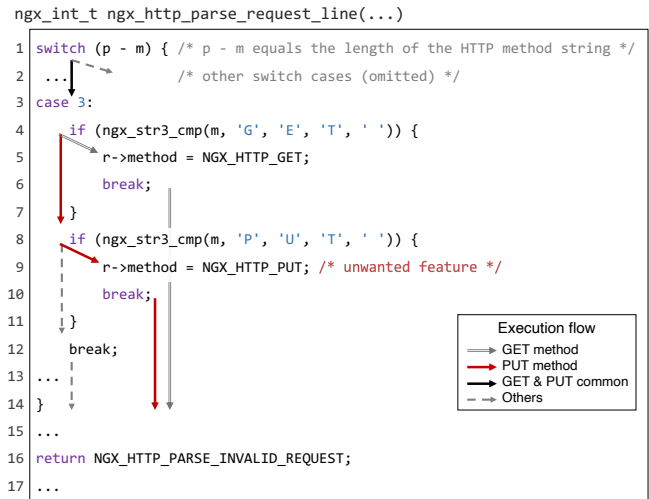 ngx_int_t ngx_http_parse_request_line(...)
1 switch (p - m) { /* p - m equals the length of the HTTP method string */
2 ... /* other switch cases (omitted) */
3 case 3:
4 if (ngx_str3_cmp(m, 'G', 'E', 'T', ' ')) {
5 r->method = NGX_HTTP_GET;
6 break;
7 }
8 if (ngx_str3_cmp(m, 'P', 'U', 'T', ' ')) {
9 r->method = NGX_HTTP_PUT; /* unwanted feature */
10 break;
11 }
12 break;
13 ...
14 }
15 ...
16 return NGX_HTTP_PARSE_INVALID_REQUEST;
17 ...
Execution flow
GET method
PUT method
GET & PUT common
Others